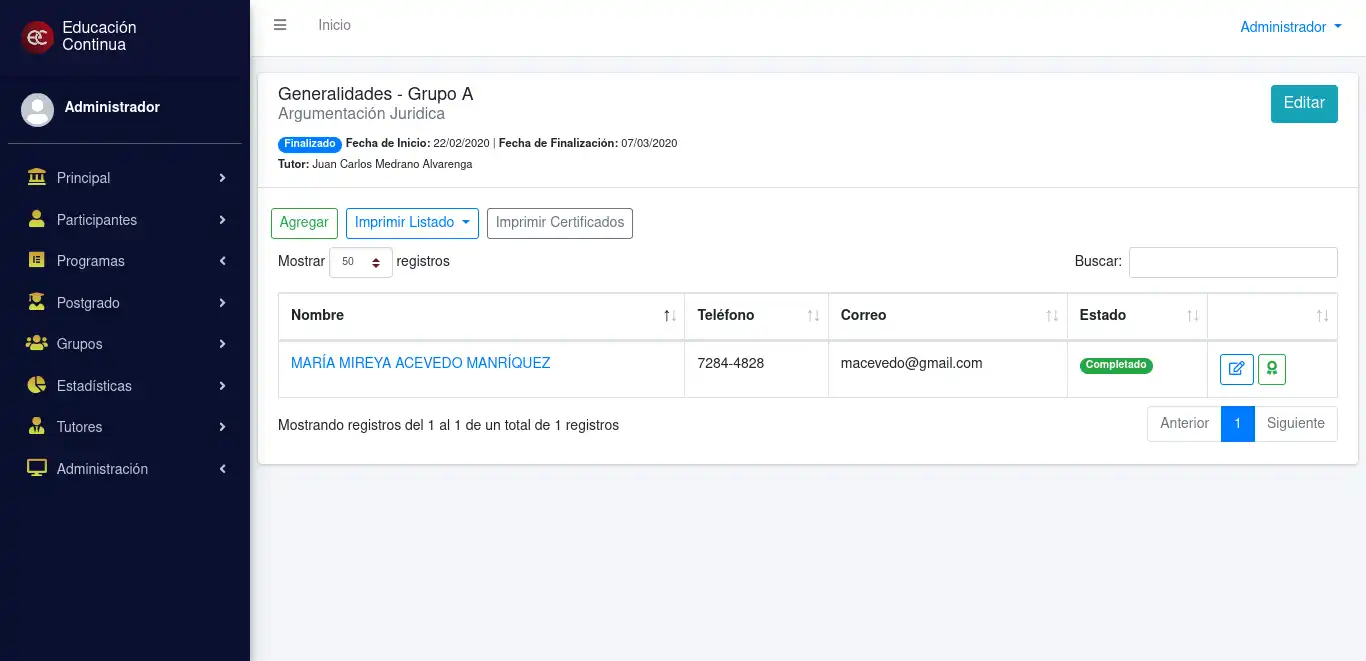 Educación
Continua
Inicio
Administrador
Administrador
Principal
Participantes
Programas
Postgrado
Grupos
Estadísticas
Tutores
Administración
Generalidades - Grupo A
Argumentación Juridica
Editar
Finalizado Fecha de Inicio: 22/02/2020 | Fecha de Finalización: 07/03/2020
Tutor: Juan Carlos Medrano Alvarenga
Agregar Imprimir Listado Imprimir Certificados
Mostrar 50 registros Buscar:
Nombre Teléfono Correo Estado
MARÍA MIREYA ACEVEDO MANRÍQUEZ 7284-4828 macevedo@gmail.com Completado
Mostrando registros del 1 al 1 de un total de 1 registros Anterior 1 Siguiente